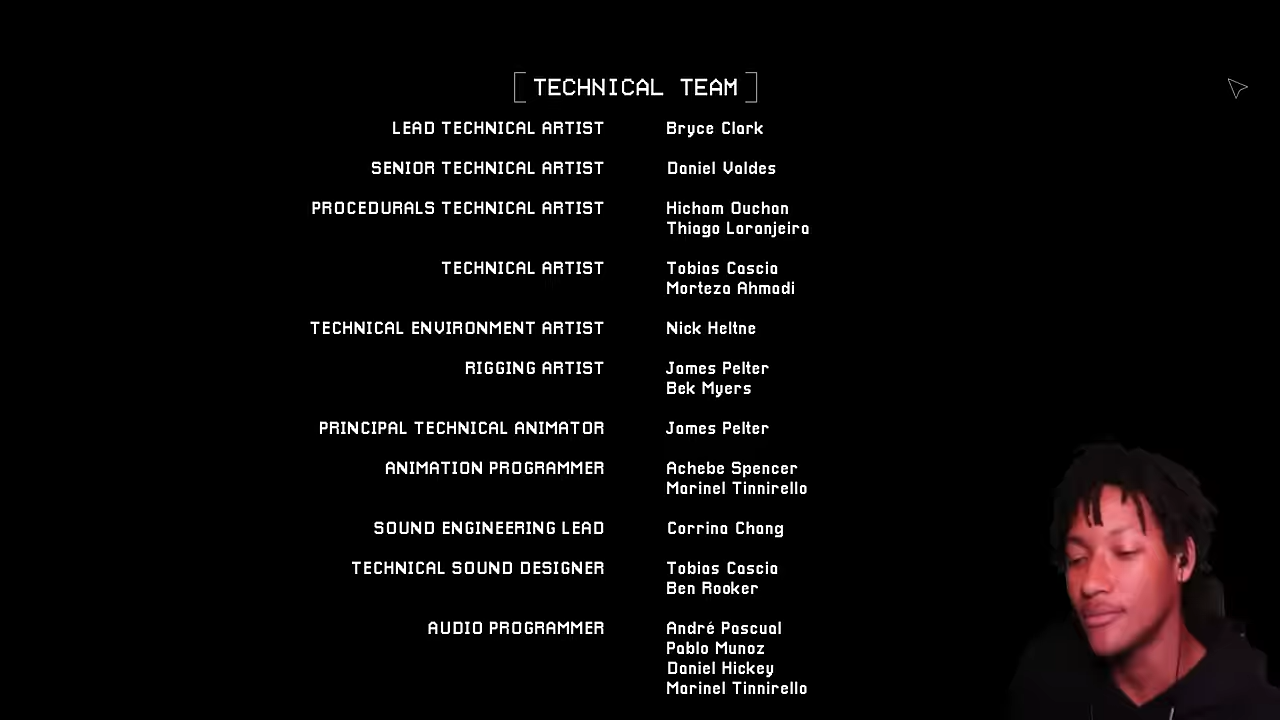 TECHNICAL TEAM
LEAD TECHNICAL ARTIST Bryce Clark
SENIOR TECHNICAL ARTIST Daniel Valdes
PROCEDURALS TECHNICAL ARTIST Hicham Ouchan
Thiago Laranjeira
TECHNICAL ARTIST Tobias Cascia
Morteza Ahmadi
TECHNICAL ENVIRONMENT ARTIST Nick Heltne
RIGGING ARTIST James Pelter
Bek Myers
PRINCIPAL TECHNICAL ANIMATOR James Pelter
ANIMATION PROGRAMMER Achebe Spencer
Marinel Tinnirello
SOUND ENGINEERING LEAD Corrina Chang
TECHNICAL SOUND DESIGNER Tobias Cascia
Ben Rooker
AUDIO PROGRAMMER André Pascual
Pablo Munoz
Daniel Hickey
Marinel Tinnirello